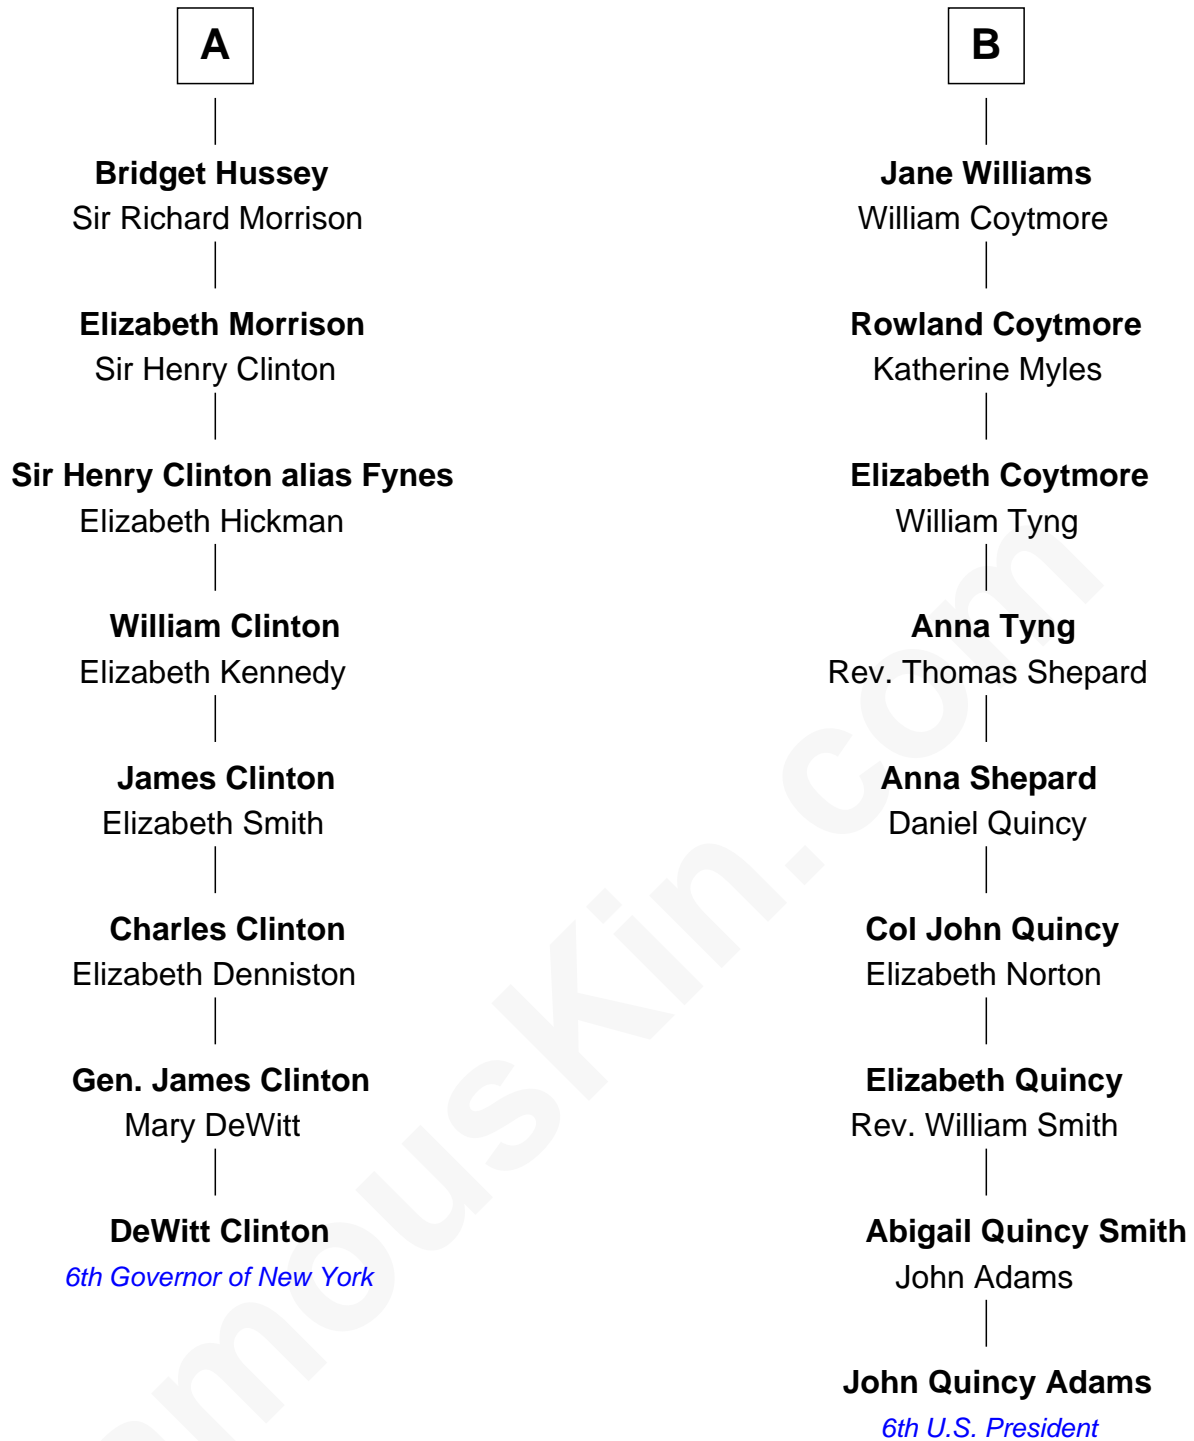 A
Bridget Hussey
Sir Richard Morrison
Elizabeth Morrison
Sir Henry Clinton
Sir Henry Clinton alias Fynes
Elizabeth Hickman
William Clinton
Elizabeth Kennedy
James Clinton
Elizabeth Smith
Charles Clinton
Elizabeth Denniston
Gen. James Clinton
Mary DeWitt
DeWitt Clinton
6th Governor of New York
B
Jane Williams
William Coytmore
Rowland Coytmore
Katherine Myles
Elizabeth Coytmore
William Tyng
Anna Tyng
Rev. Thomas Shepard
Anna Shepard
Daniel Quincy
Col John Quincy
Elizabeth Norton
Elizabeth Quincy
Rev. William Smith
Abigail Quincy Smith
John Adams
John Quincy Adams
6th U.S. President
amouskin.com